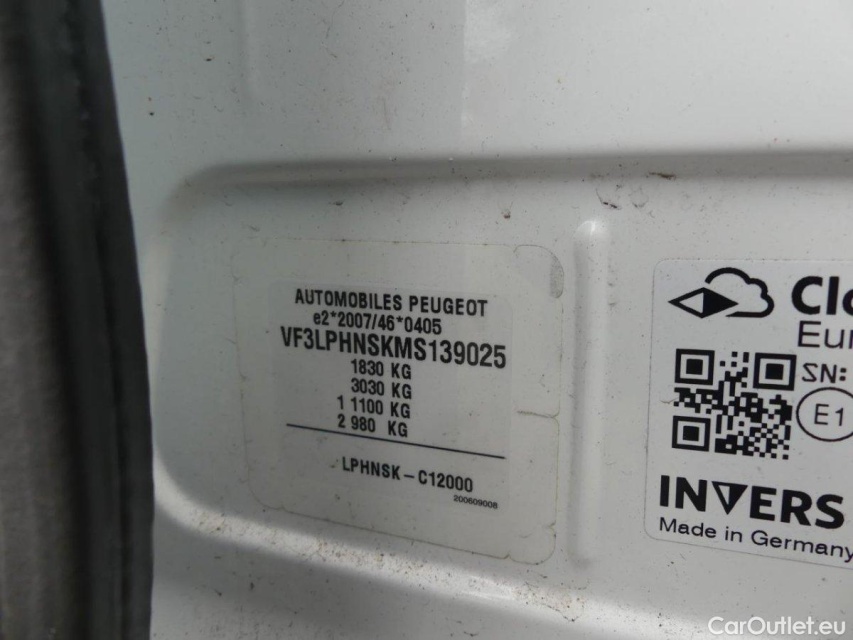 AUTOMOBILES PEUGEOT
e2*2007/46*0405
VF3LPHNSKMS139025
1830 KG
3030 KG
1 1100 KG
2 980 KG
LPHNSK-C12000
200609008
Clo
Eur
SN:
E1
INVERS
Made in Germany
CarOutlet.eu